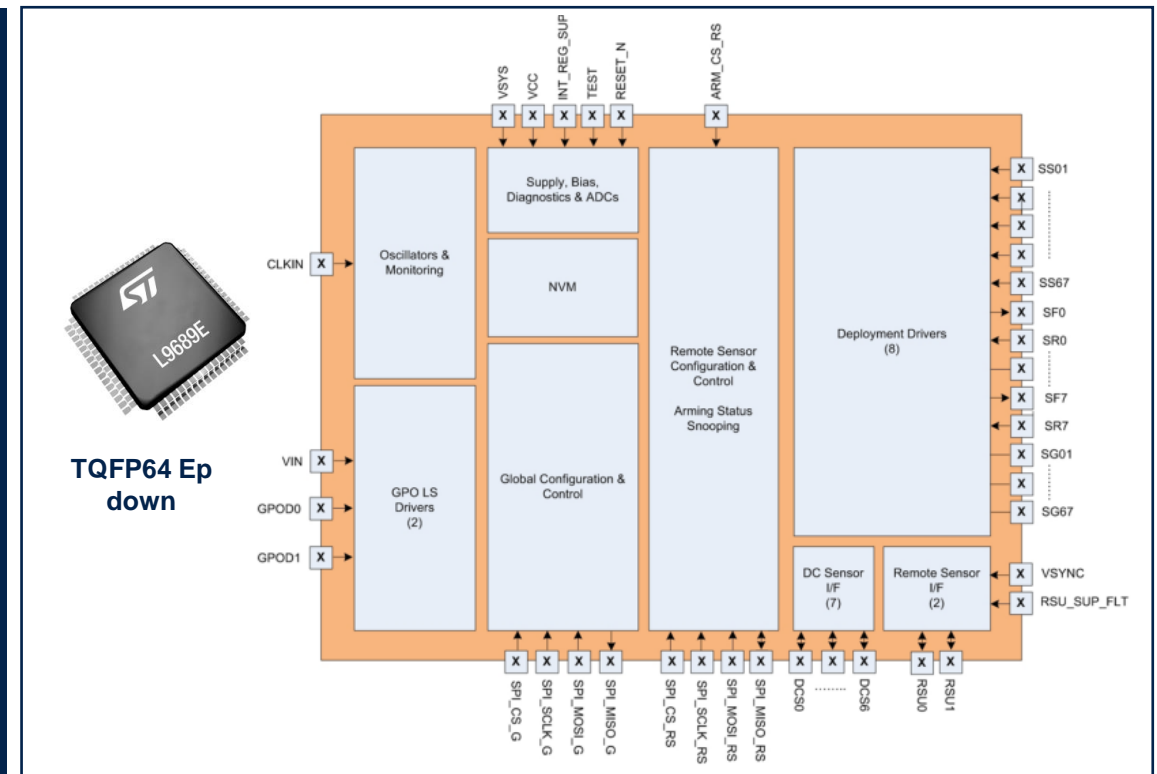 VSYS
VCC
INT_REG_SUP
TEST
RESET_N
ARM_CS_RS
X X X X X X
Supply, Bias,
Diagnostics & ADCs
Oscillators &
Monitoring
NVM
CLKIN X
Remote Sensor
Configuration &
Control
Arming Status
Snooping
Deployment Drivers
(8)
X SS01
X
X
X
X SS67
X SF0
X SR0
X
X SF7
X SR7
X SG01
X
X SG67
ST
L9689E
TQFP64 Ep
down
VIN X
GPOD0 X
GPOD1 X
GPO LS
Drivers
(2)
Global Configuration &
Control
DC Sensor
I/F
(7)
Remote Sensor
I/F
(2)
X VSYNC
X RSU_SUP_FLT
X X X X X X X X X X X X X
SPI_CS_G
SPI_SCLK_G
SPI_MOSI_G
SPI_MISO_G
SPI_CS_RS
SPI_SCLK_RS
SPI_MOSI_RS
SPI_MISO_RS
DCS0
........
DCS6
RSU0
RSU1